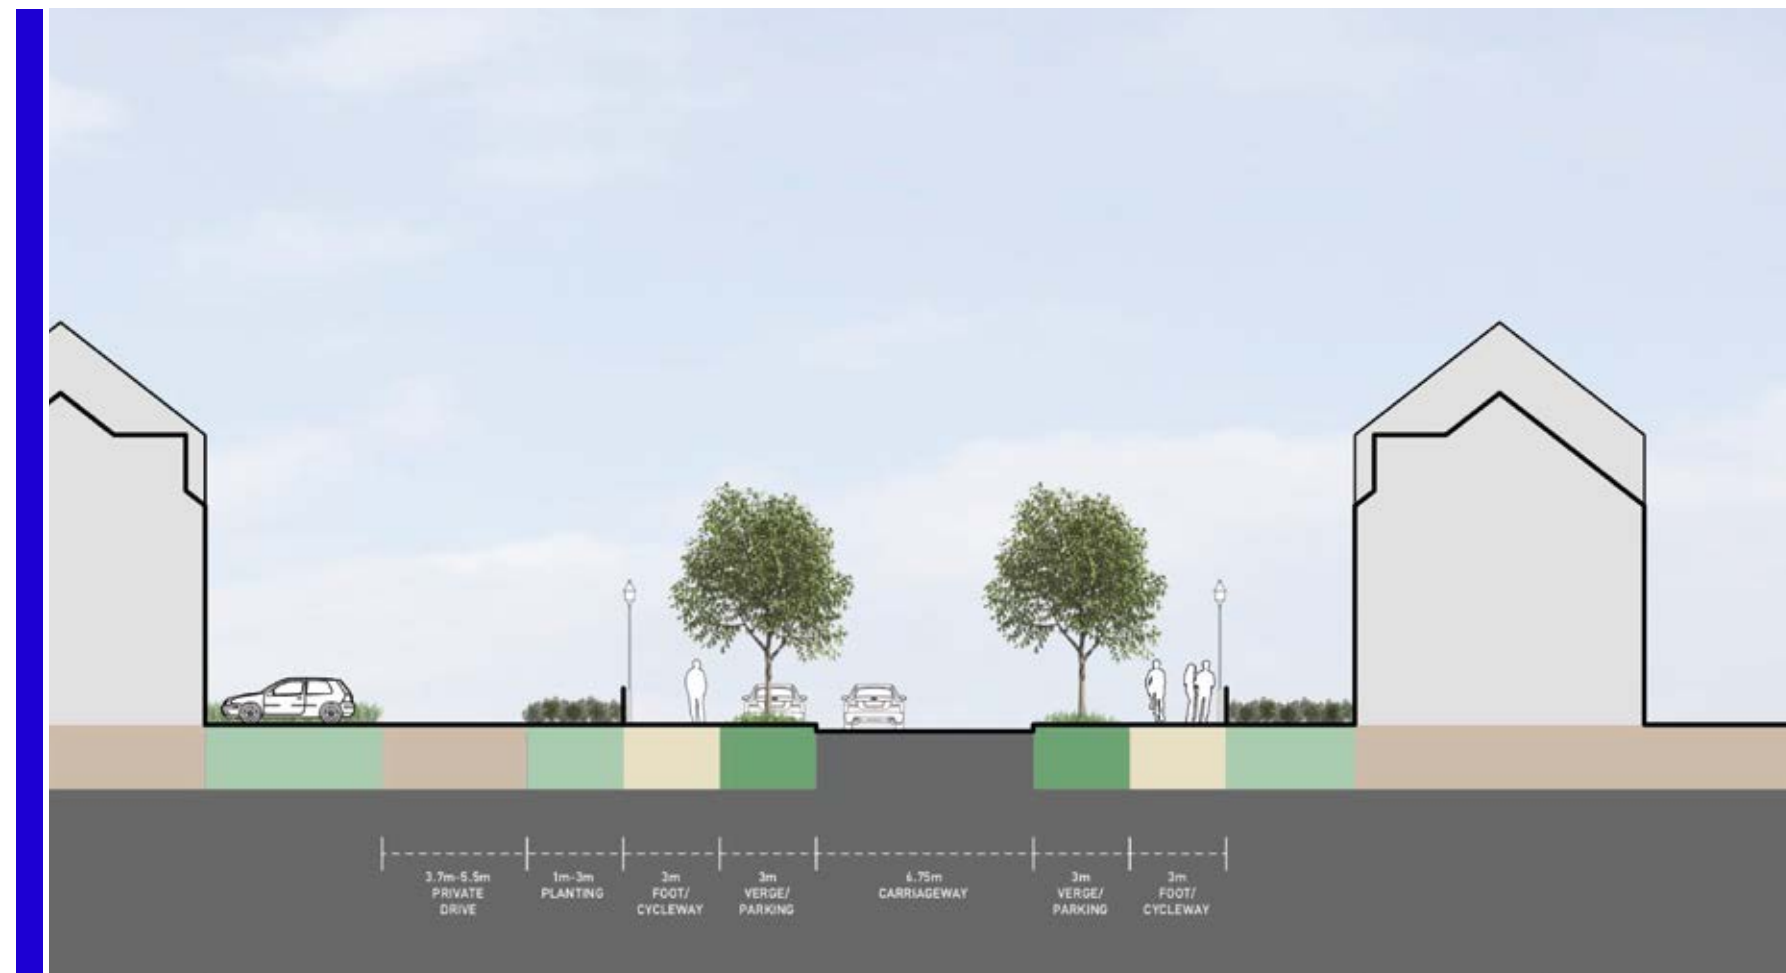 3.7m-5.5m
PRIVATE
DRIVE
1m-3m
PLANTING
3m
FOOT/
CYCLEWAY
3m
VERGE/
PARKING
6.75m
CARRIAGEWAY
3m
VERGE/
PARKING
3m
FOOT/
CYCLEWAY